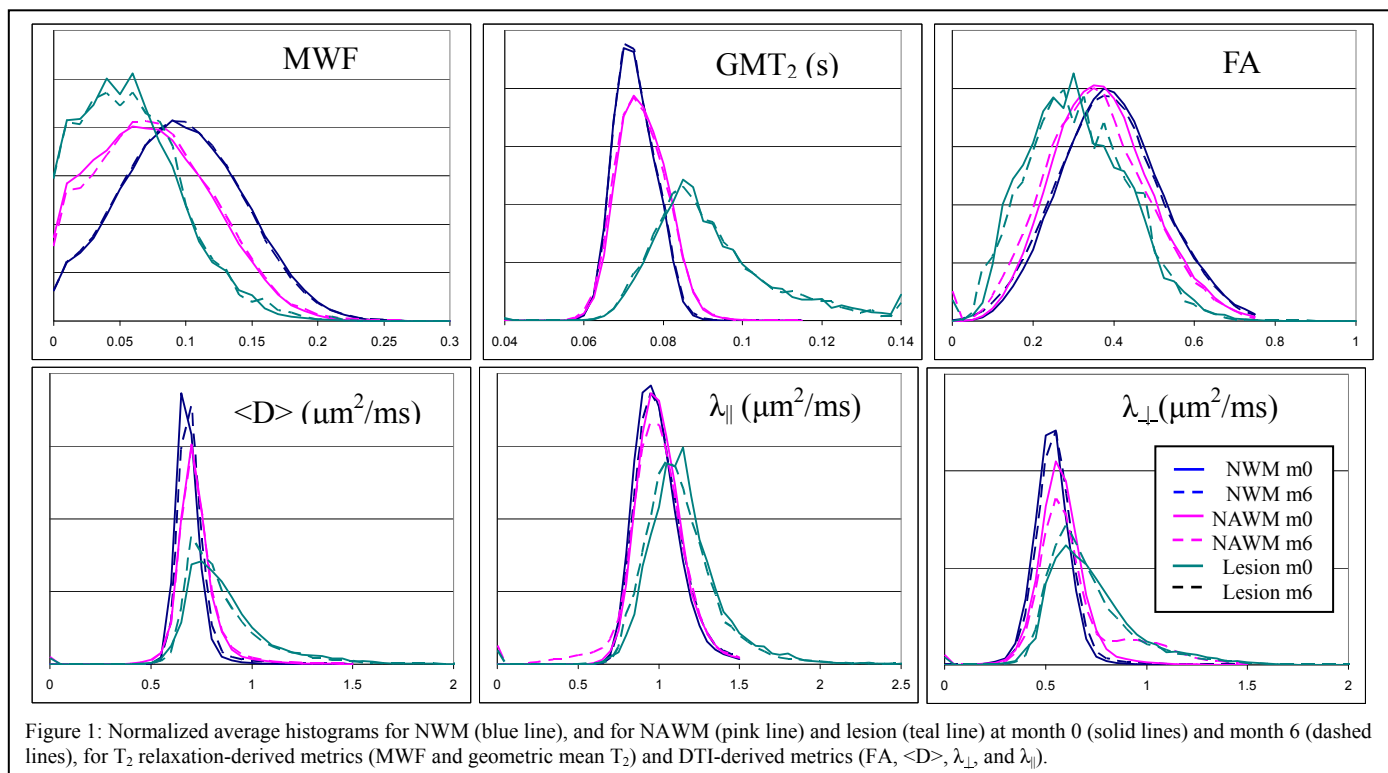 MWF
0 0.05 0.1 0.15 0.2 0.25 0.3
GMT₂ (s)
0.04 0.06 0.08 0.1 0.12 0.14
FA
0 0.2 0.4 0.6 0.8 1
<D> (μm²/ms)
0 0.5 1 1.5 2
λ∥ (μm²/ms)
0 0.5 1 1.5 2 2.5
λ⊥ (μm²/ms)
0 0.5 1 1.5 2
NWM m0
NWM m6
NAWM m0
NAWM m6
Lesion m0
Lesion m6
Figure 1: Normalized average histograms for NWM (blue line), and for NAWM (pink line) and lesion (teal line) at month 0 (solid lines) and month 6 (dashed
lines), for T₂ relaxation-derived metrics (MWF and geometric mean T₂) and DTI-derived metrics (FA, <D>, λ⊥, and λ∥).